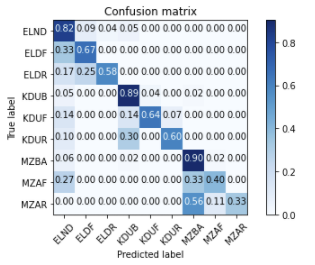 Confusion matrix
ELND 0.82 0.09 0.04 0.05 0.00 0.00 0.00 0.00 0.00
ELDF 0.33 0.67 0.00 0.00 0.00 0.00 0.00 0.00 0.00
ELDR 0.17 0.25 0.58 0.00 0.00 0.00 0.00 0.00 0.00
KDUB 0.05 0.00 0.00 0.89 0.04 0.00 0.02 0.00 0.00
KDUF 0.14 0.00 0.00 0.14 0.64 0.07 0.00 0.00 0.00
KDUR 0.10 0.00 0.00 0.30 0.00 0.60 0.00 0.00 0.00
MZBA 0.06 0.00 0.02 0.00 0.00 0.00 0.90 0.02 0.00
MZAF 0.27 0.00 0.00 0.00 0.00 0.00 0.33 0.40 0.00
MZAR 0.00 0.00 0.00 0.00 0.00 0.00 0.56 0.11 0.33
ELND ELDF ELDR KDUB KDUF KDUR MZBA MZAF MZAR
True label
Predicted label
0.8
0.6
0.4
0.2
0.0